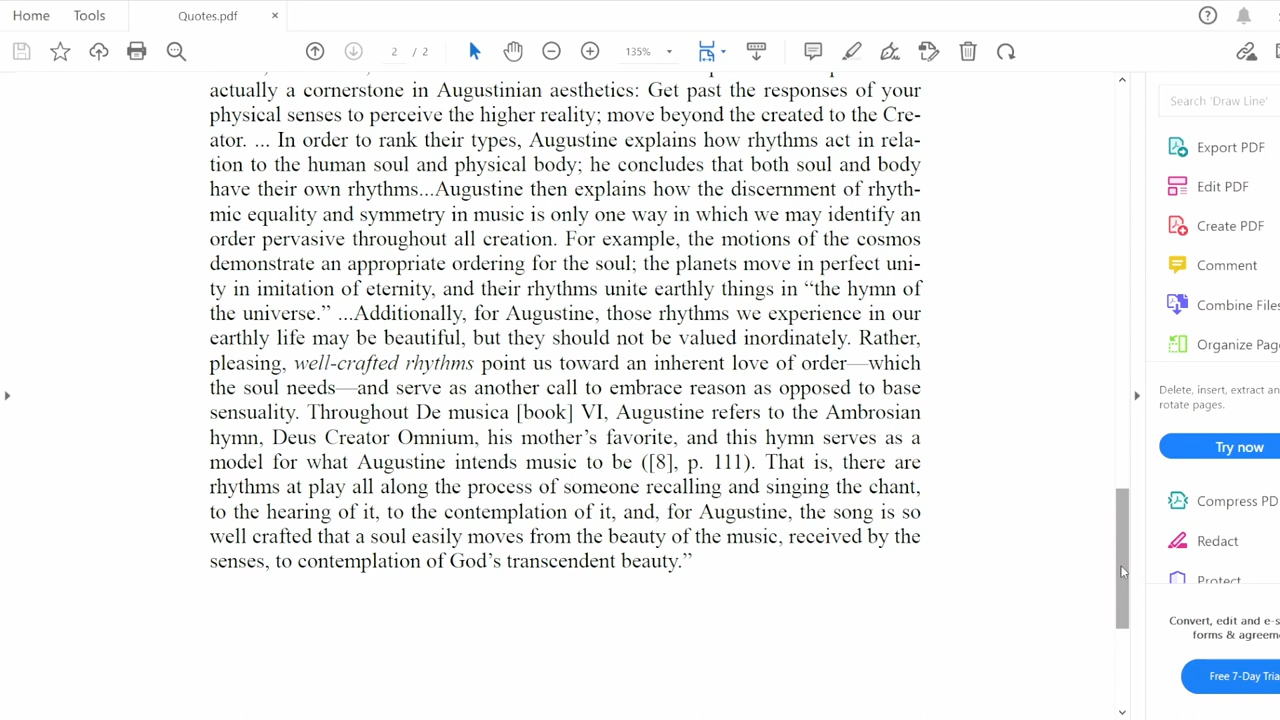 Home Tools Quotes.pdf ×
2 / 2 135%
actually a cornerstone in Augustinian aesthetics: Get past the responses of your
physical senses to perceive the higher reality; move beyond the created to the Cre-
ator. ... In order to rank their types, Augustine explains how rhythms act in rela-
tion to the human soul and physical body; he concludes that both soul and body
have their own rhythms...Augustine then explains how the discernment of rhyth-
mic equality and symmetry in music is only one way in which we may identify an
order pervasive throughout all creation. For example, the motions of the cosmos
demonstrate an appropriate ordering for the soul; the planets move in perfect uni-
ty in imitation of eternity, and their rhythms unite earthly things in “the hymn of
the universe.” ...Additionally, for Augustine, those rhythms we experience in our
earthly life may be beautiful, but they should not be valued inordinately. Rather,
pleasing, well-crafted rhythms point us toward an inherent love of order—which
the soul needs—and serve as another call to embrace reason as opposed to base
sensuality. Throughout De musica [book] VI, Augustine refers to the Ambrosian
hymn, Deus Creator Omnium, his mother’s favorite, and this hymn serves as a
model for what Augustine intends music to be ([8], p. 111). That is, there are
rhythms at play all along the process of someone recalling and singing the chant,
to the hearing of it, to the contemplation of it, and, for Augustine, the song is so
well crafted that a soul easily moves from the beauty of the music, received by the
senses, to contemplation of God’s transcendent beauty.”
Search 'Draw Line'
Export PDF
Edit PDF
Create PDF
Comment
Combine Files
Organize Pag
Delete, insert, extract an
rotate pages.
Try now
Compress PD
Redact
Protect
Convert, edit and e-s
forms & agreem
Free 7-Day Tria